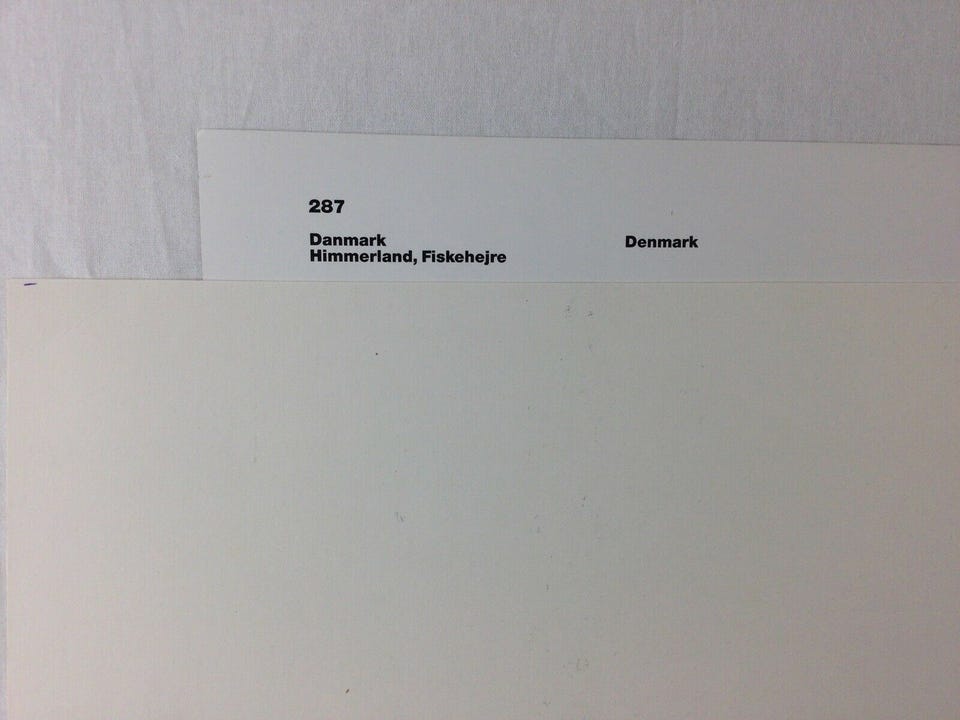 287
Danmark
Himmerland, Fiskehejre
Denmark